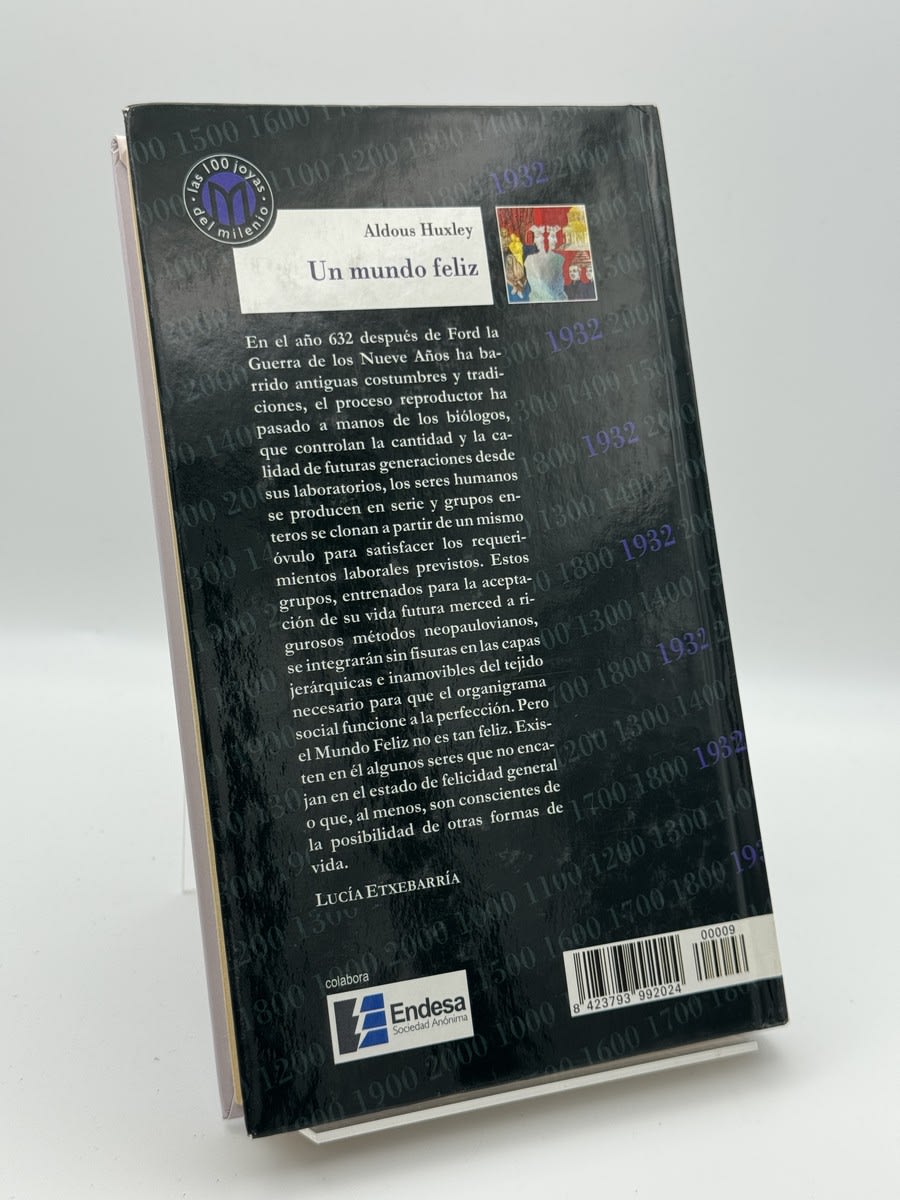 las 100 joyas
del milenio
M
Aldous Huxley
Un mundo feliz
En el año 632 después de Ford la
Guerra de los Nueve Años ha ba-
rrido antiguas costumbres y tradi-
ciones, el proceso reproductor ha
pasado a manos de los biólogos,
que controlan la cantidad y la ca-
lidad de futuras generaciones desde
sus laboratorios, los seres humanos
se producen en serie y grupos en-
teros se clonan a partir de un mismo
óvulo para satisfacer los requeri-
mientos laborales previstos. Estos
grupos, entrenados para la acepta-
ción de su vida futura merced a ri-
gurosos métodos neopaulovianos,
se integrarán sin fisuras en las capas
jerárquicas e inamovibles del tejido
necesario para que el organigrama
social funcione a la perfección. Pero
el Mundo Feliz no es tan feliz. Exis-
ten en él algunos seres que no enca-
jan en el estado de felicidad general
o que, al menos, son conscientes de
la posibilidad de otras formas de
vida.
LUCÍA ETXEBARRÍA
1932
1932
1932
1932
1932
1932
colabora
Endesa
Sociedad Anónima
00009
8 423793 992024